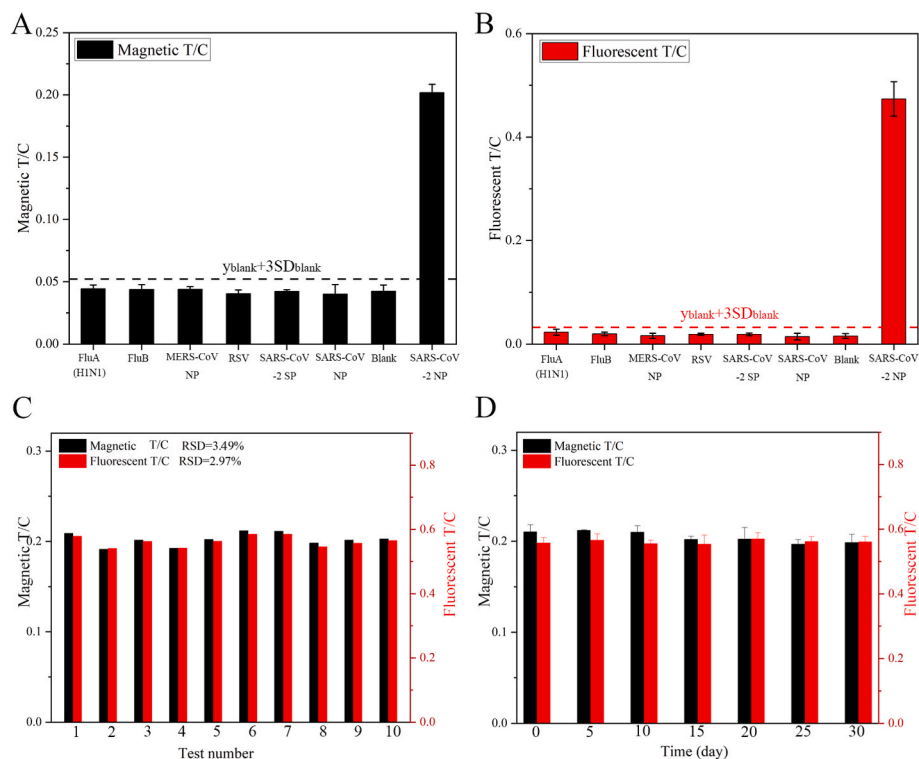 A
Magnetic T/C
0.25
0.20
0.15
0.10
0.05
0.00
Magnetic T/C
yblank+3SDblank
FluA
(H1N1)
FluB
MERS-CoV
NP
RSV
SARS-CoV
-2 SP
SARS-CoV
NP
Blank
SARS-CoV
-2 NP
B
Fluorescent T/C
0.6
0.4
0.2
0.0
Fluorescent T/C
yblank+3SDblank
FluA
(H1N1)
FluB
MERS-CoV
NP
RSV
SARS-CoV
-2 SP
SARS-CoV
NP
Blank
SARS-CoV
-2 NP
C
Magnetic T/C RSD=3.49%
Fluorescent T/C RSD=2.97%
0.3
0.2
0.1
0.0
Magnetic T/C
0.8
0.6
0.4
0.2
0.0
Fluorescent T/C
1 2 3 4 5 6 7 8 9 10
Test number
D
Magnetic T/C
Fluorescent T/C
0.3
0.2
0.1
0.0
Magnetic T/C
0.8
0.6
0.4
0.2
0.0
Fluorescent T/C
0 5 10 15 20 25 30
Time (day)